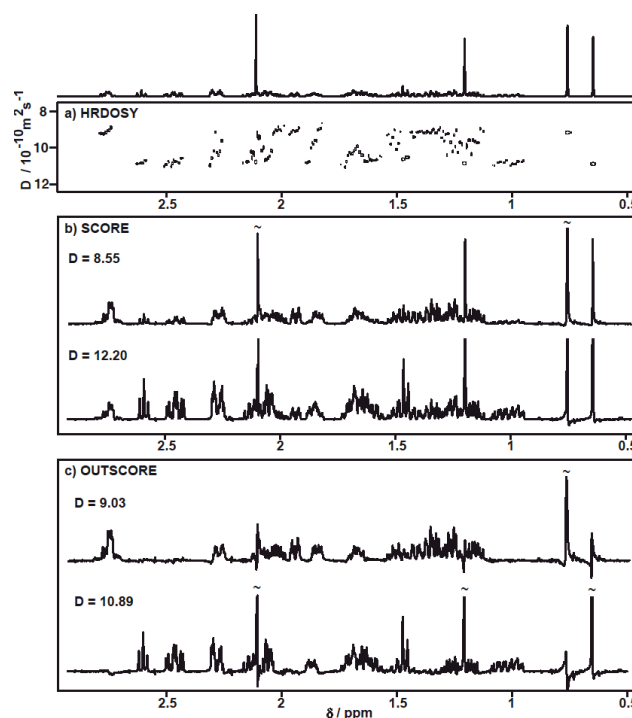 8
10
12
D / 10⁻¹⁰m²s⁻¹
a) HRDOSY
2.5 2 1.5 1 0.5
b) SCORE
~ ~
D = 8.55
D = 12.20
2.5 2 1.5 1 0.5
c) OUTSCORE
~
D = 9.03
~ ~ ~
D = 10.89
2.5 2 1.5 1 0.5
δ / ppm